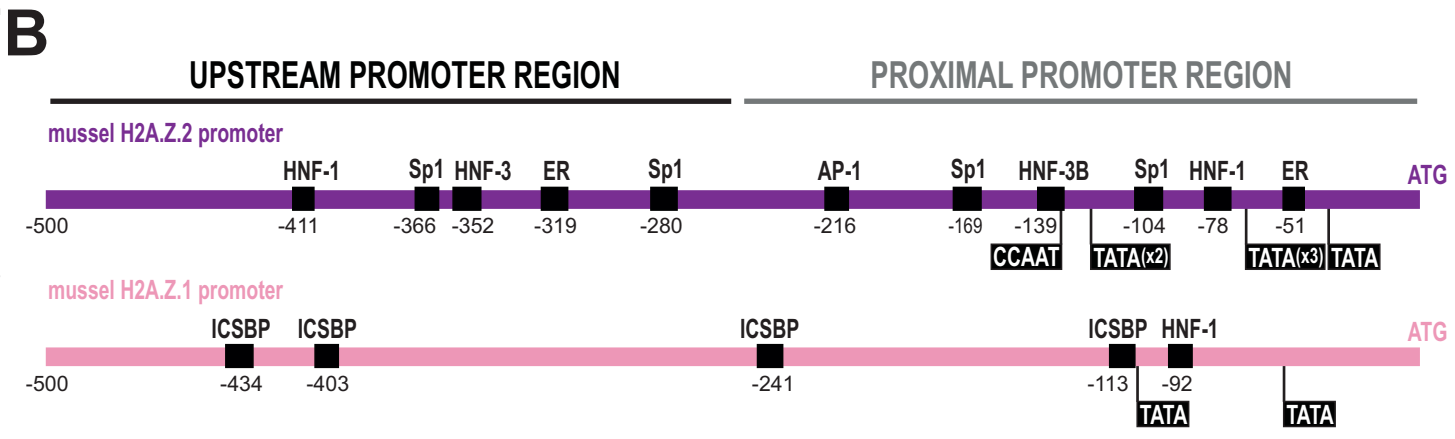 B
UPSTREAM PROMOTER REGION PROXIMAL PROMOTER REGION
mussel H2A.Z.2 promoter
HNF-1 Sp1 HNF-3 ER Sp1 AP-1 Sp1 HNF-3B Sp1 HNF-1 ER ATG
-500 -411 -366 -352 -319 -280 -216 -169 -139 -104 -78 -51
CCAAT TATA(x2) TATA(x3) TATA
mussel H2A.Z.1 promoter
ICSBP ICSBP ICSBP ICSBP HNF-1 ATG
-500 -434 -403 -241 -113 -92
TATA TATA